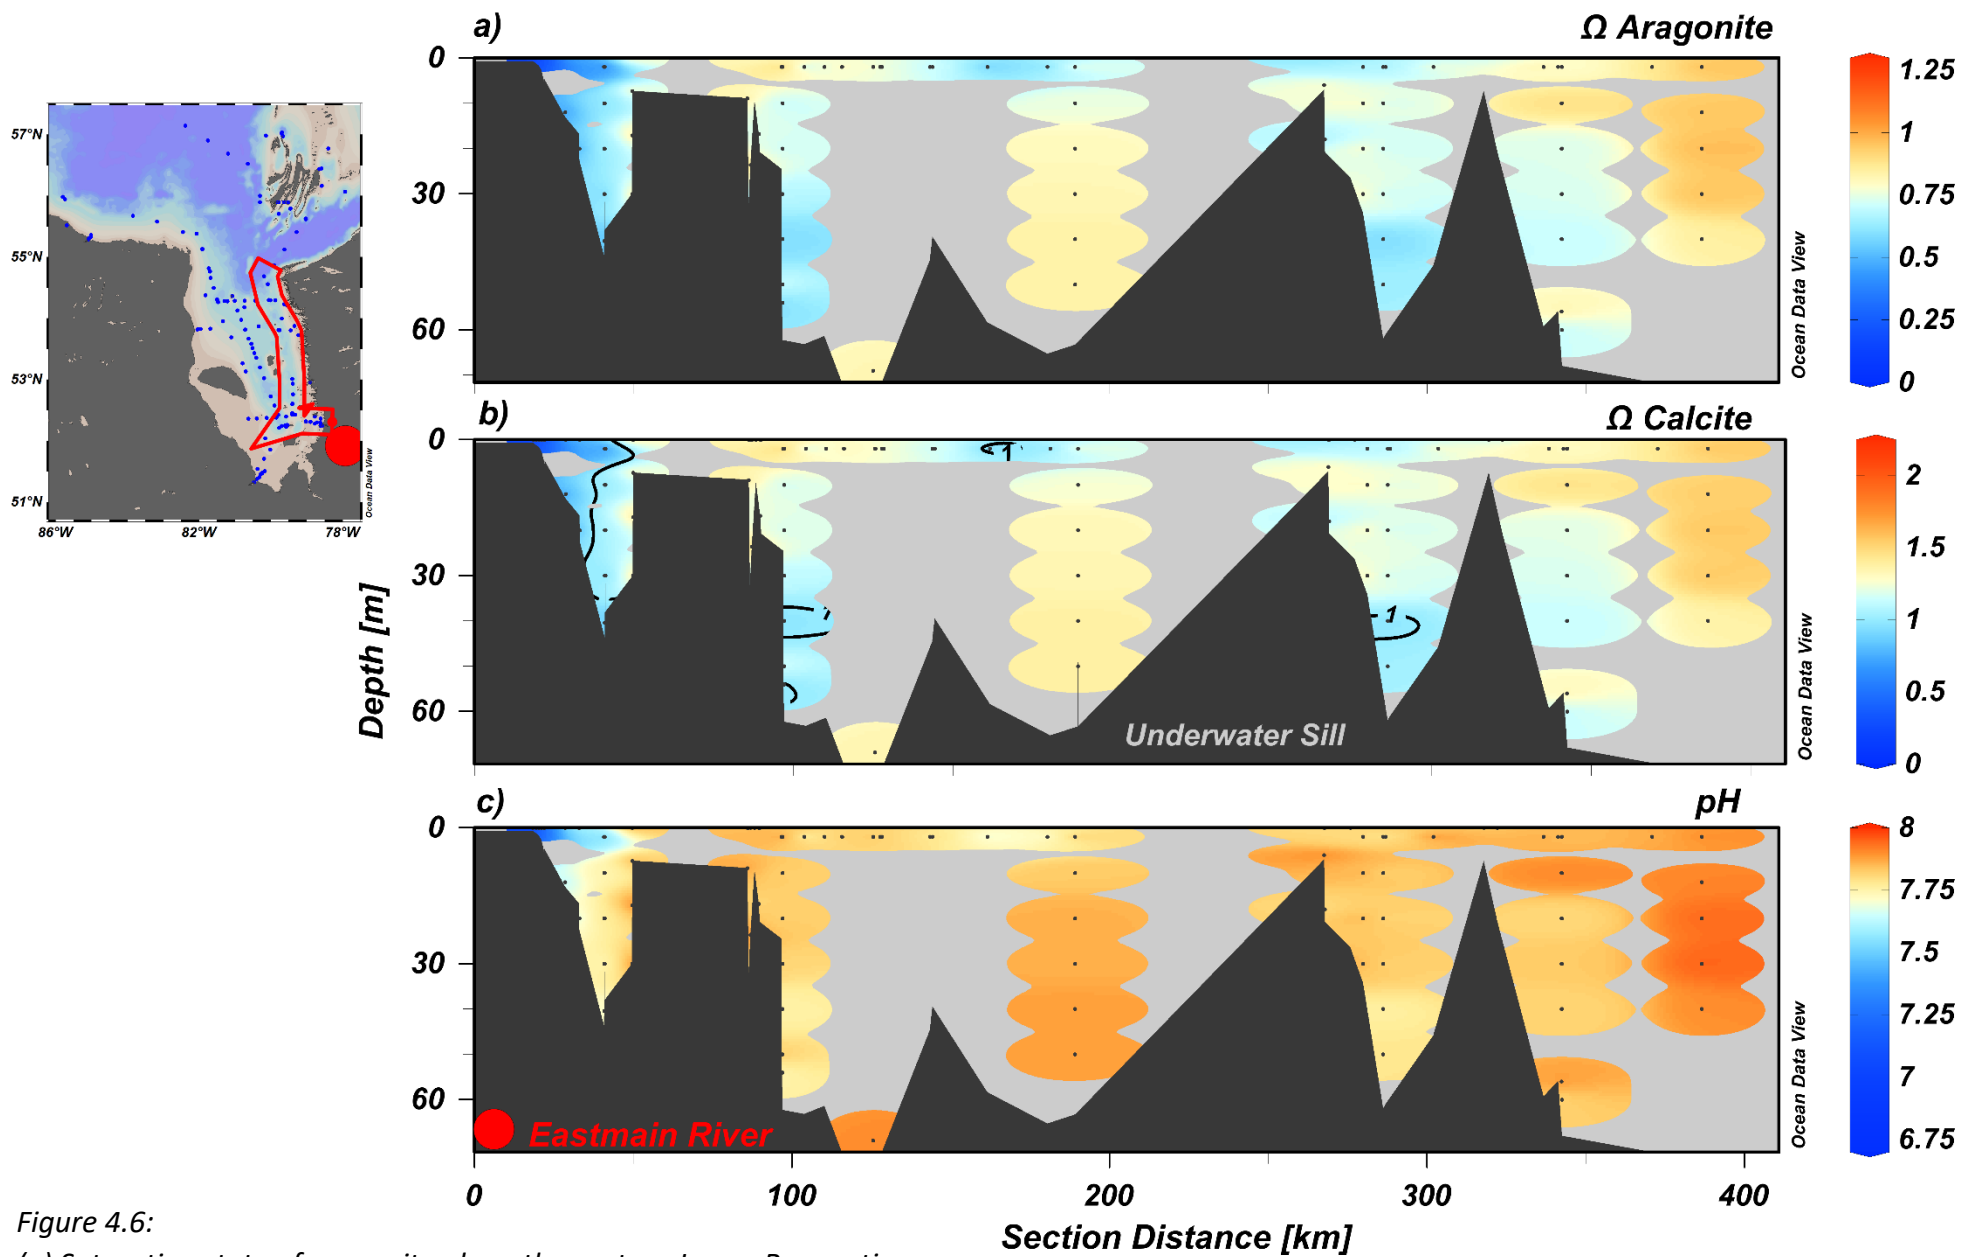 a)
Ω Aragonite
0
30
60
1.25
1
0.75
0.5
0.25
0
Ocean Data View
57°N
55°N
53°N
51°N
86°W
82°W
78°W
Ocean Data View
b)
Ω Calcite
0
30
60
1
1
1
Underwater Sill
2
1.5
1
0.5
0
Ocean Data View
Depth [m]
c)
pH
0
30
60
Eastmain River
8
7.75
7.5
7.25
7
6.75
Ocean Data View
0
100
200
300
400
Section Distance [km]
Figure 4.6: